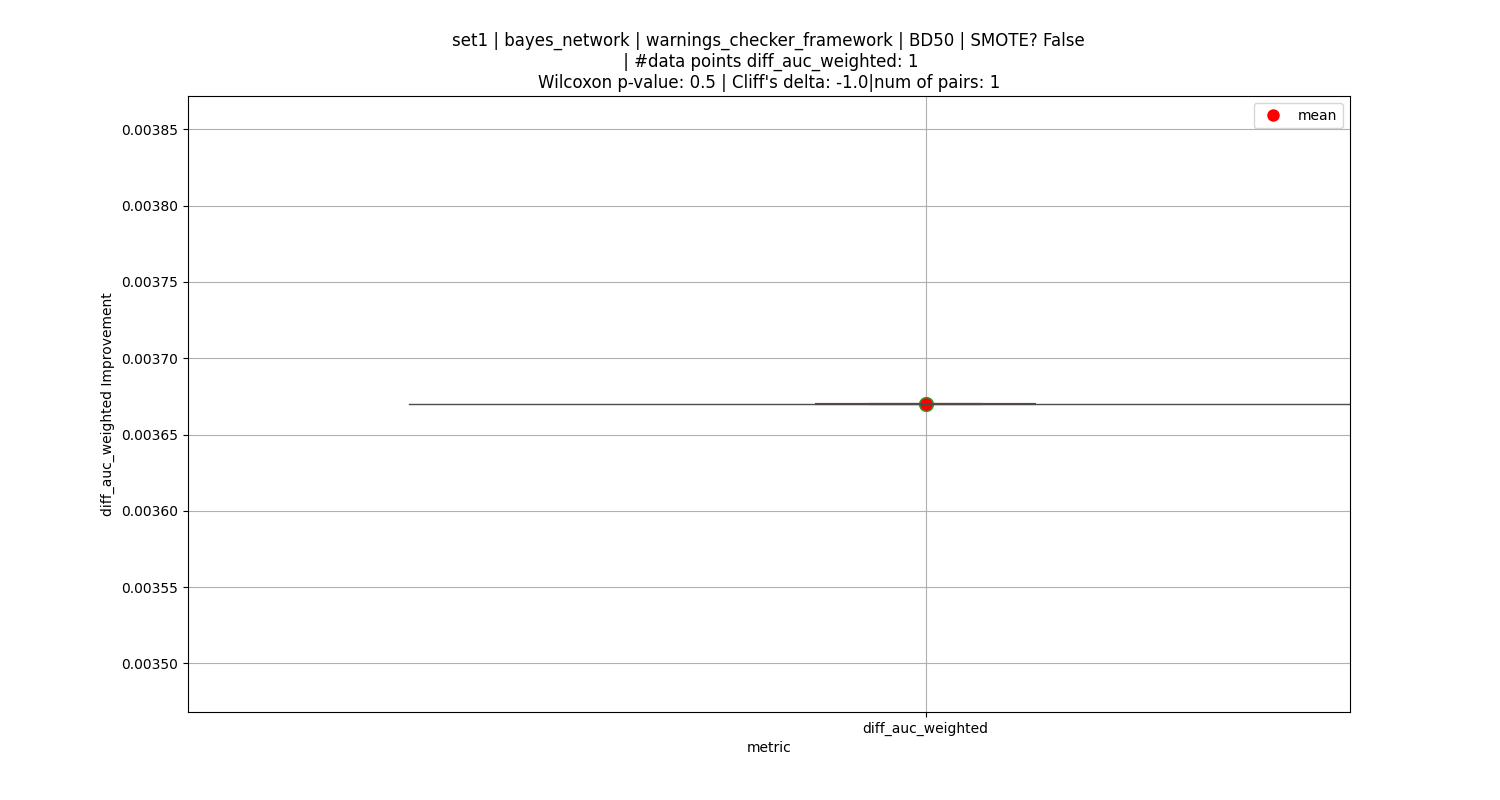 set1 | bayes_network | warnings_checker_framework | BD50 | SMOTE? False
| #data points diff_auc_weighted: 1
Wilcoxon p-value: 0.5 | Cliff's delta: -1.0|num of pairs: 1
mean
0.00385
0.00380
0.00375
0.00370
0.00365
0.00360
0.00355
0.00350
diff_auc_weighted Improvement
diff_auc_weighted
metric